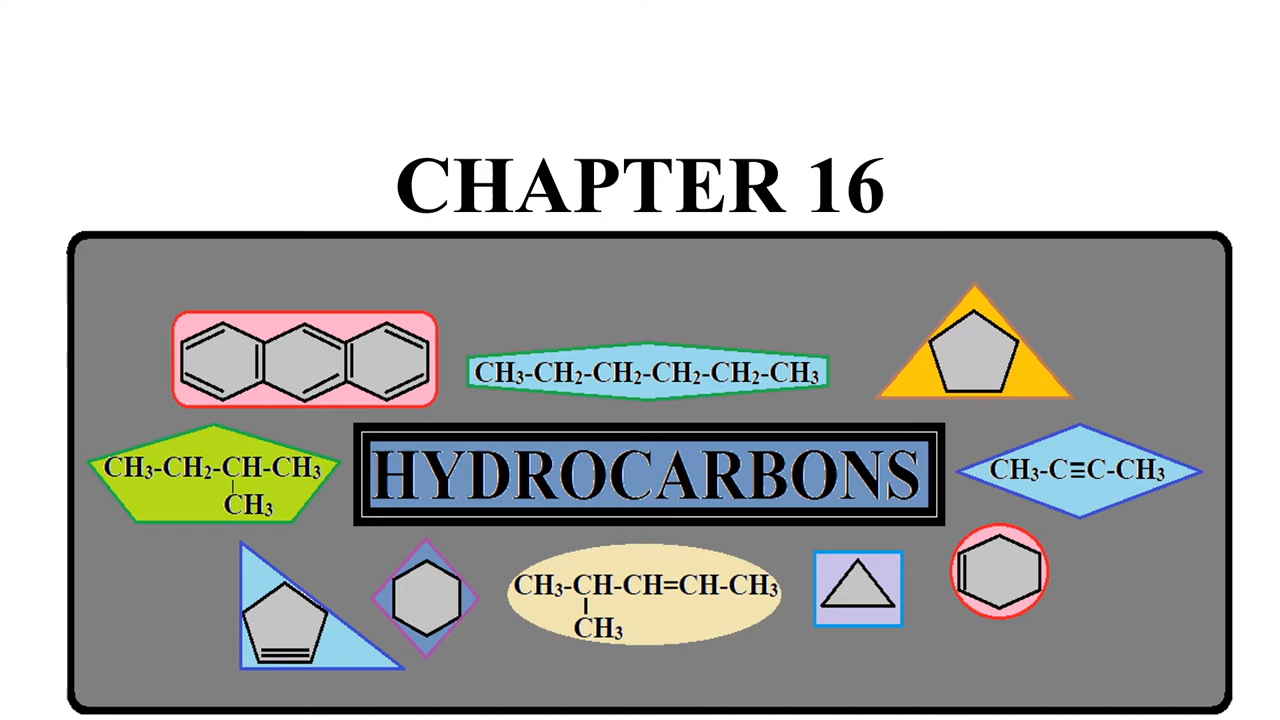 CHAPTER 16
CH₃-CH₂-CH₂-CH₂-CH₂-CH₃
CH₃-CH₂-CH-CH₃
CH₃
HYDROCARBONS
CH₃-C≡C-CH₃
CH₃-CH-CH=CH-CH₃
CH₃